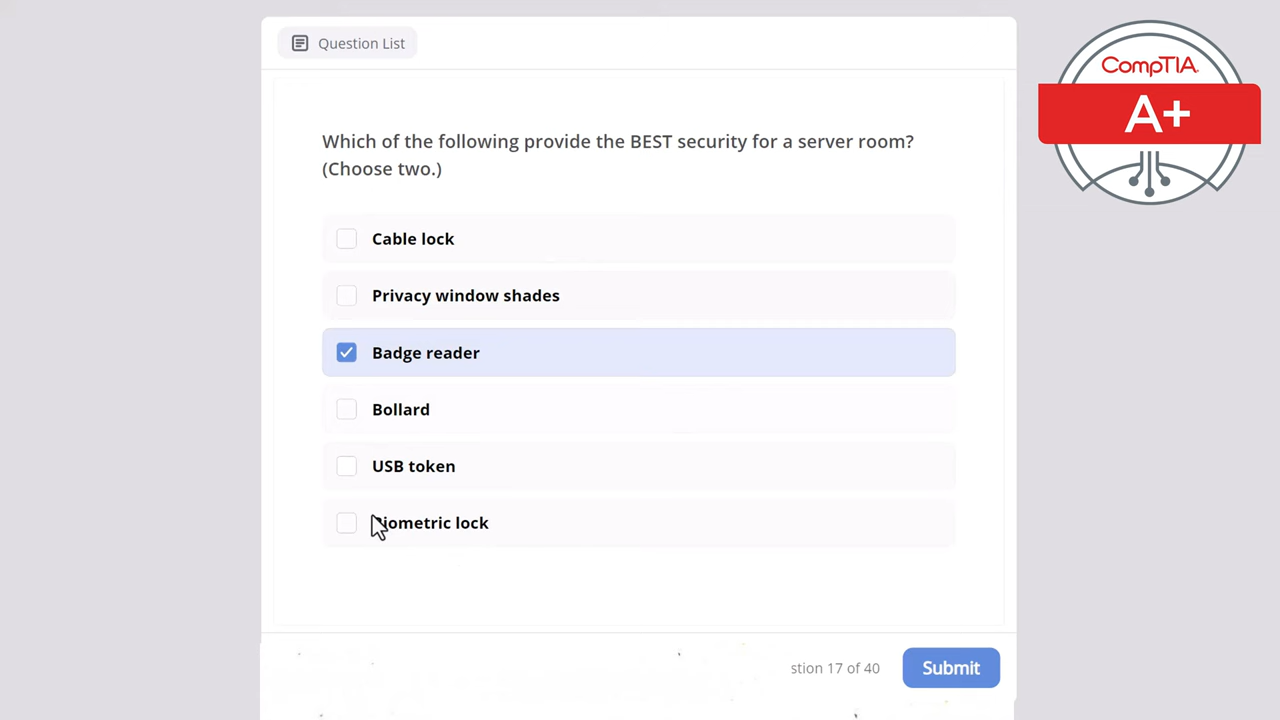 Question List
CompTIA
A+
Which of the following provide the BEST security for a server room?
(Choose two.)
Cable lock
Privacy window shades
Badge reader
Bollard
USB token
Biometric lock
stion 17 of 40
Submit